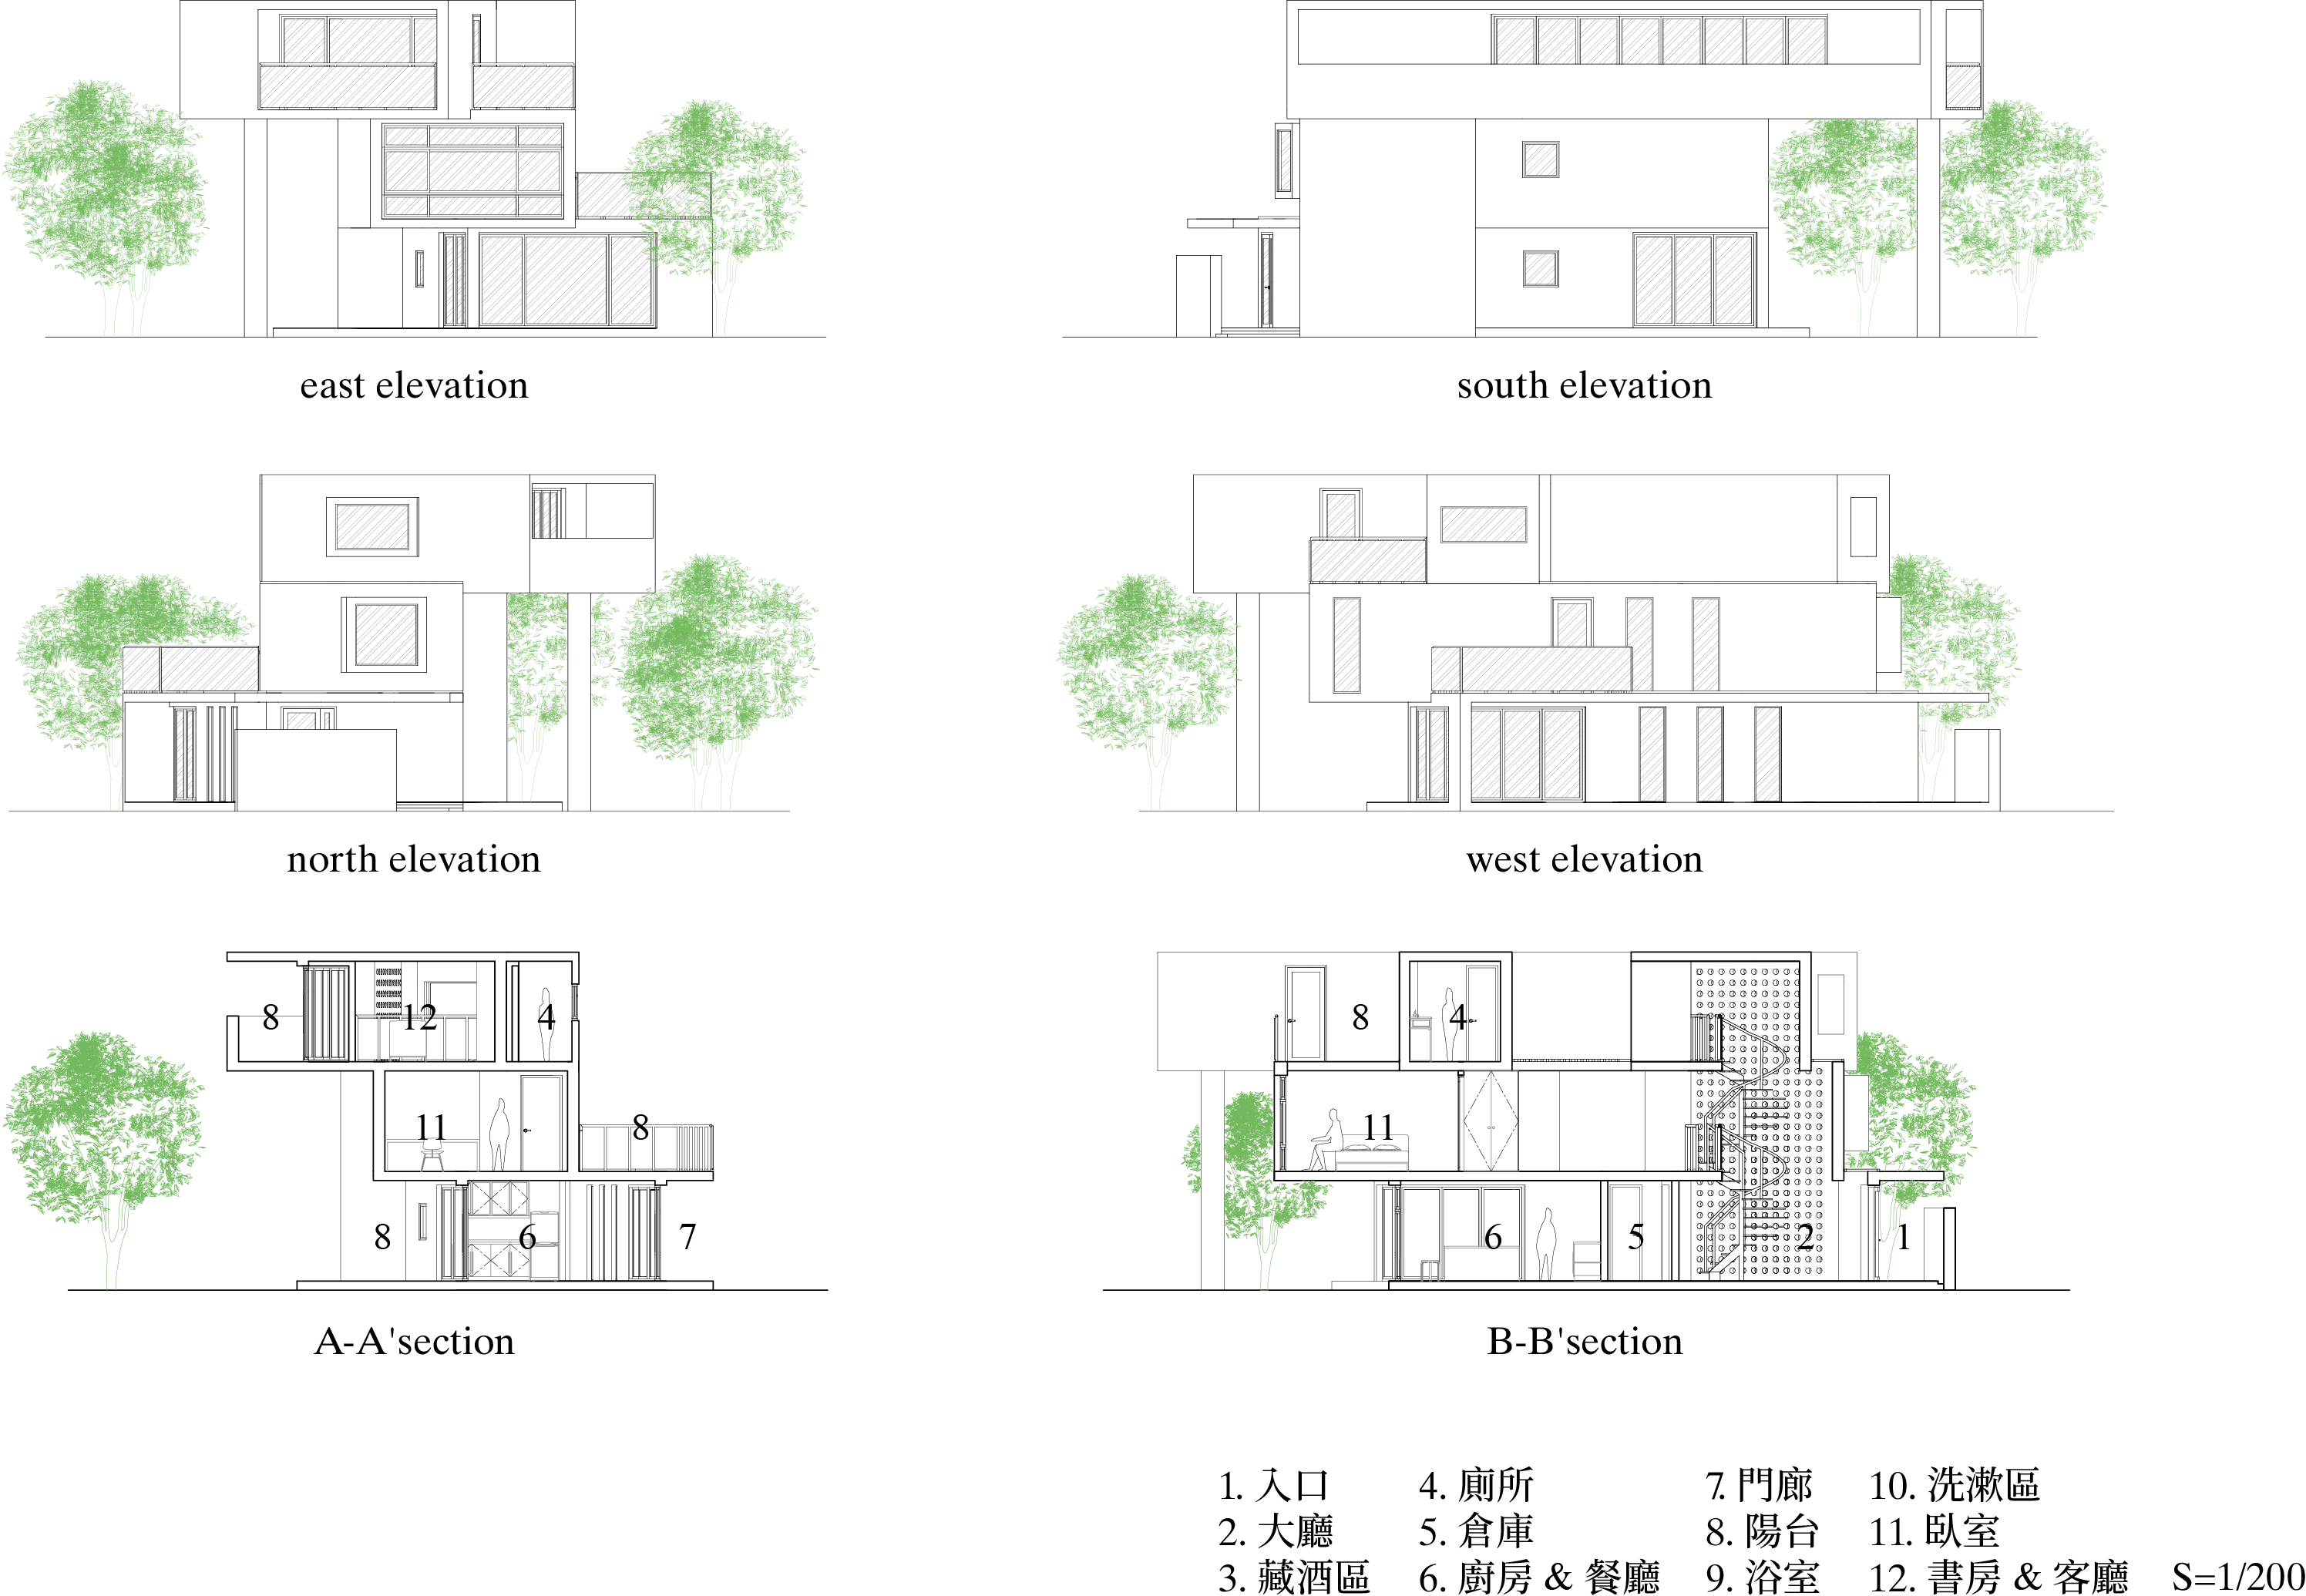 east elevation
south elevation
north elevation
west elevation
8 12 4
11 8
8 6 7
A-A'section
8 4
11
6 5 2 1
B-B'section
1. 入口 4. 廁所 7. 門廊 10. 洗漱區
2. 大廳 5. 倉庫 8. 陽台 11. 臥室
3. 藏酒區 6. 廚房 & 餐廳 9. 浴室 12. 書房 & 客廳 S=1/200